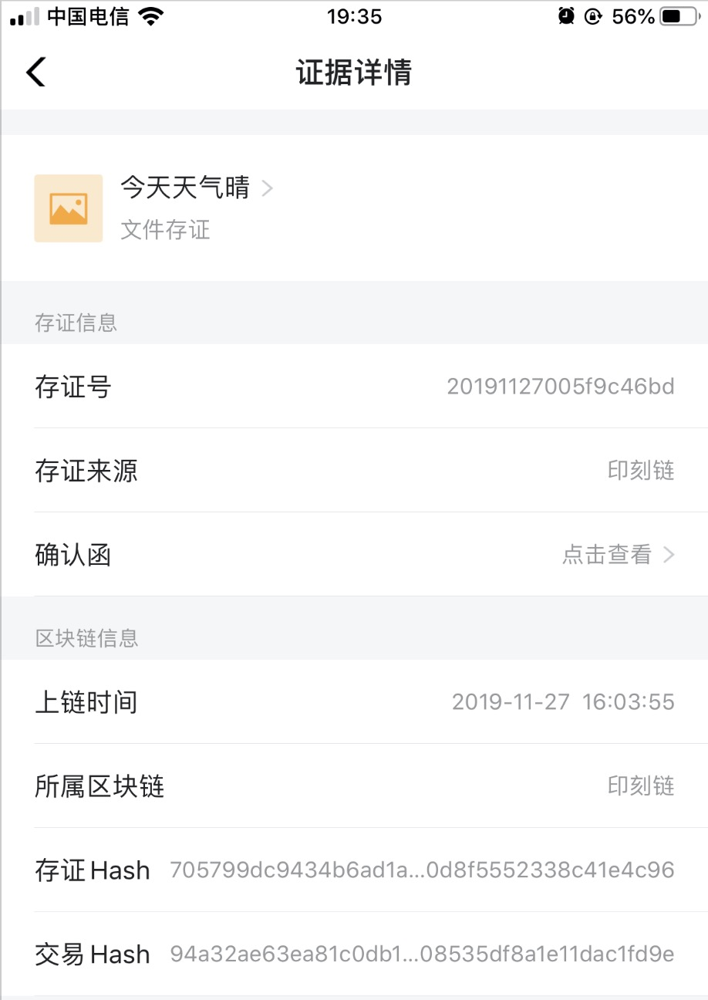 中国电信 19:35 56%
证据详情
今天天气晴
文件存证
存证信息
存证号 20191127005f9c46bd
存证来源 印刻链
确认函 点击查看
区块链信息
上链时间 2019-11-27 16:03:55
所属区块链 印刻链
存证Hash 705799dc9434b6ad1a...0d8f5552338c41e4c96
交易Hash 94a32ae63ea81c0db1...08535df8a1e11dac1fd9e